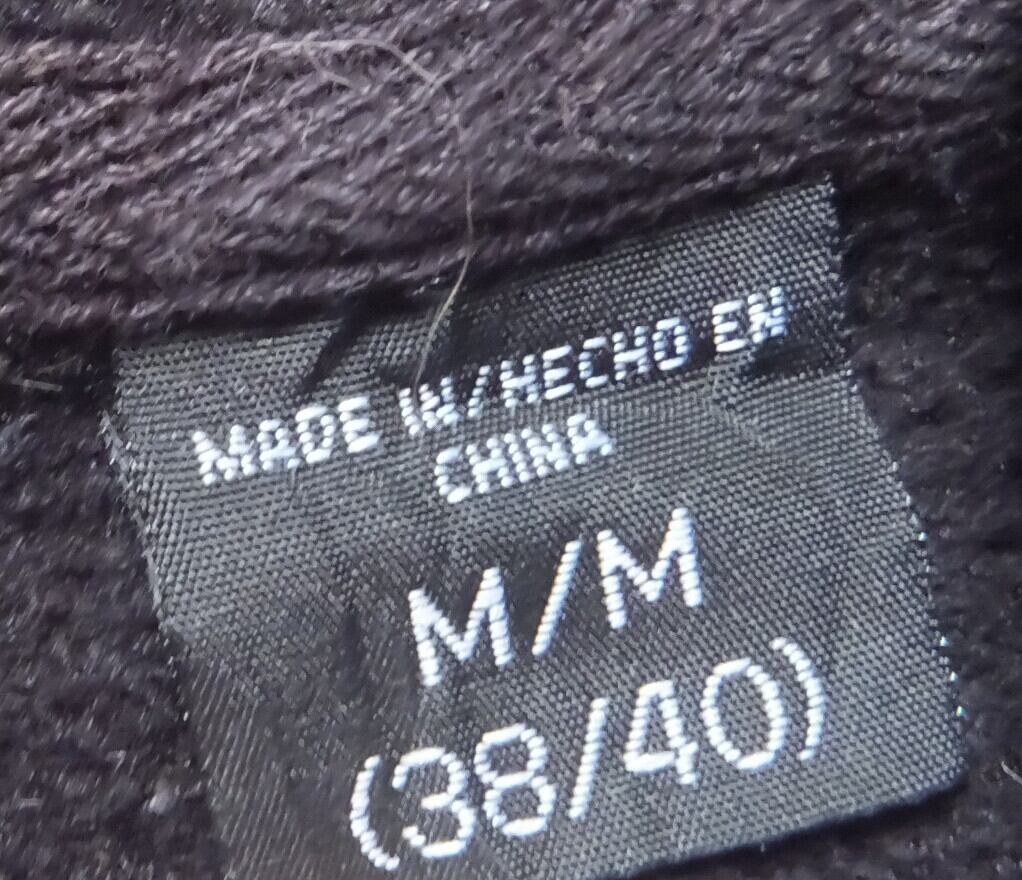 MADE IN/HECHO EN
CHINA
M/M
(38/40)